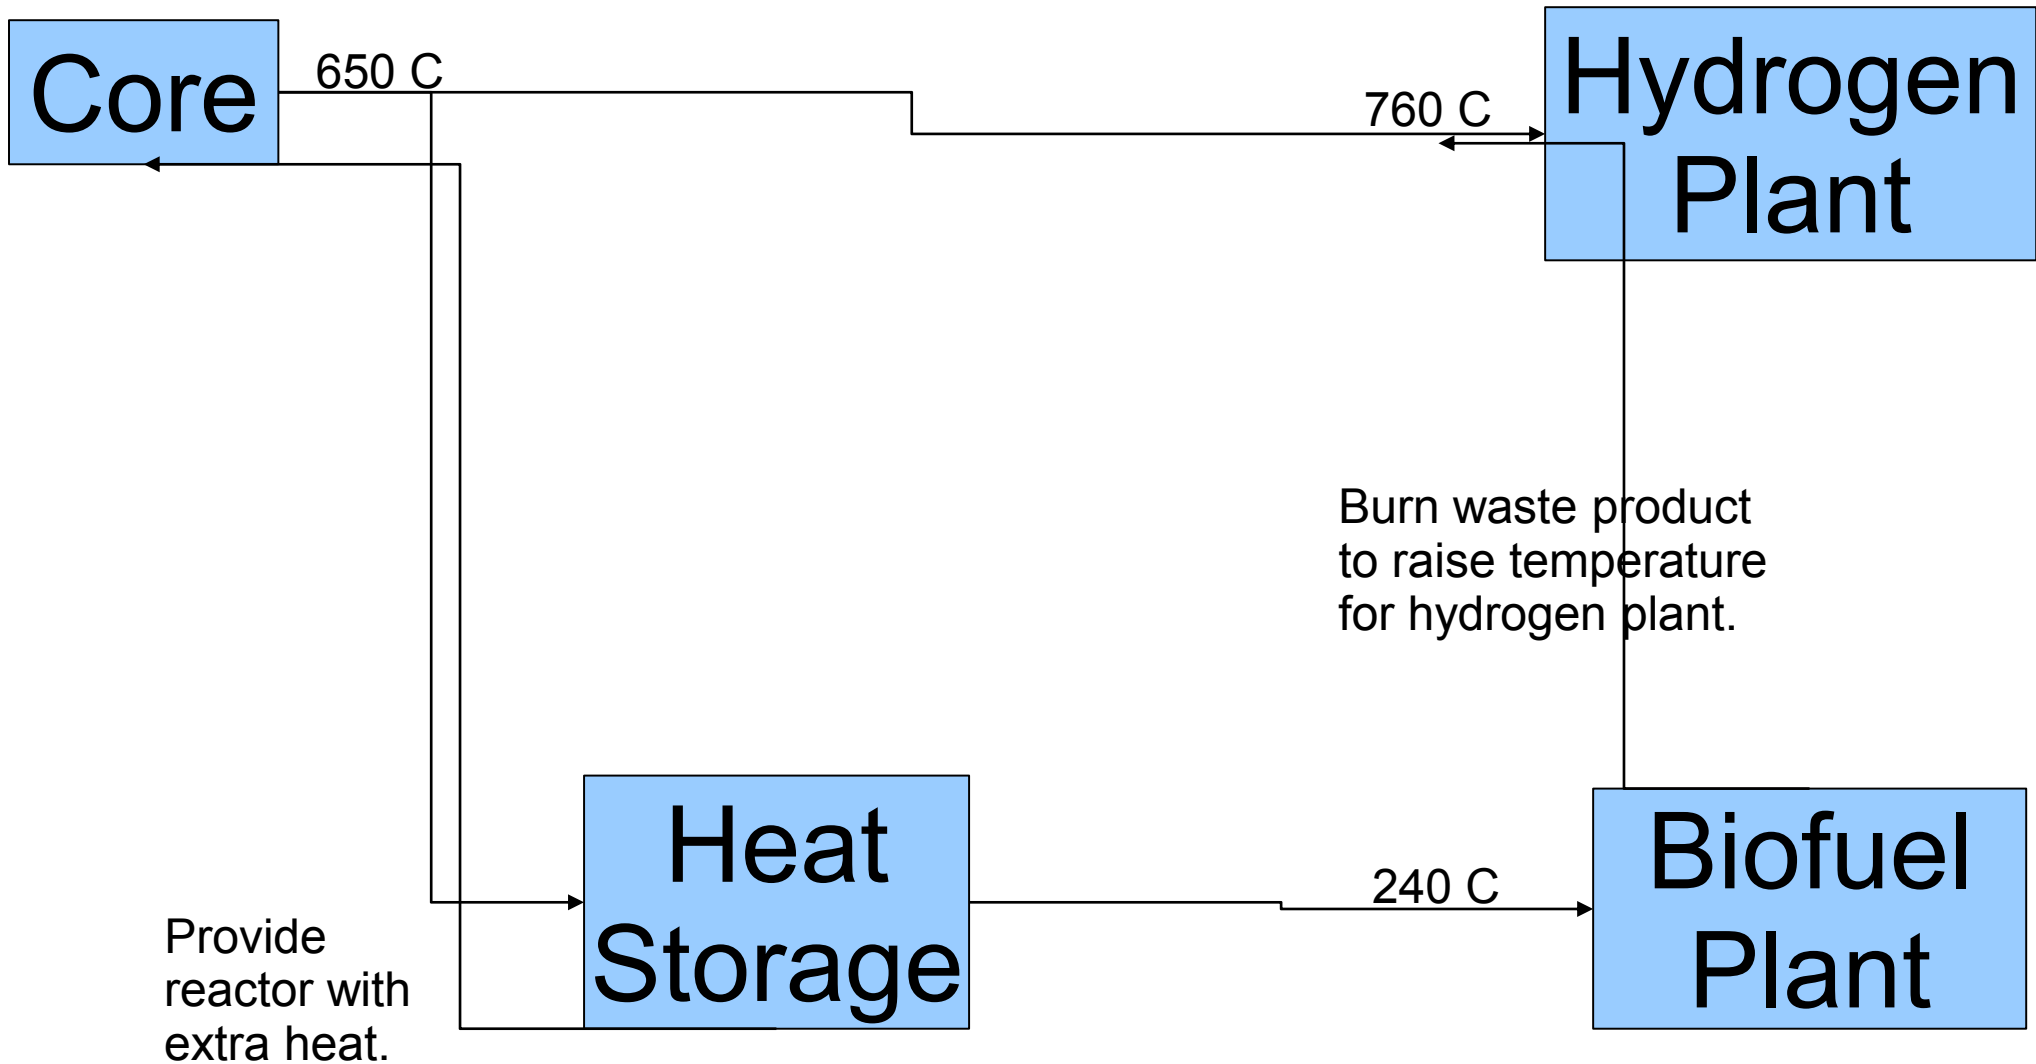 Core
650 C
760 C
Hydrogen
Plant
Burn waste product
to raise temperature
for hydrogen plant.
Heat
Storage
240 C
Biofuel
Plant
Provide
reactor with
extra heat.